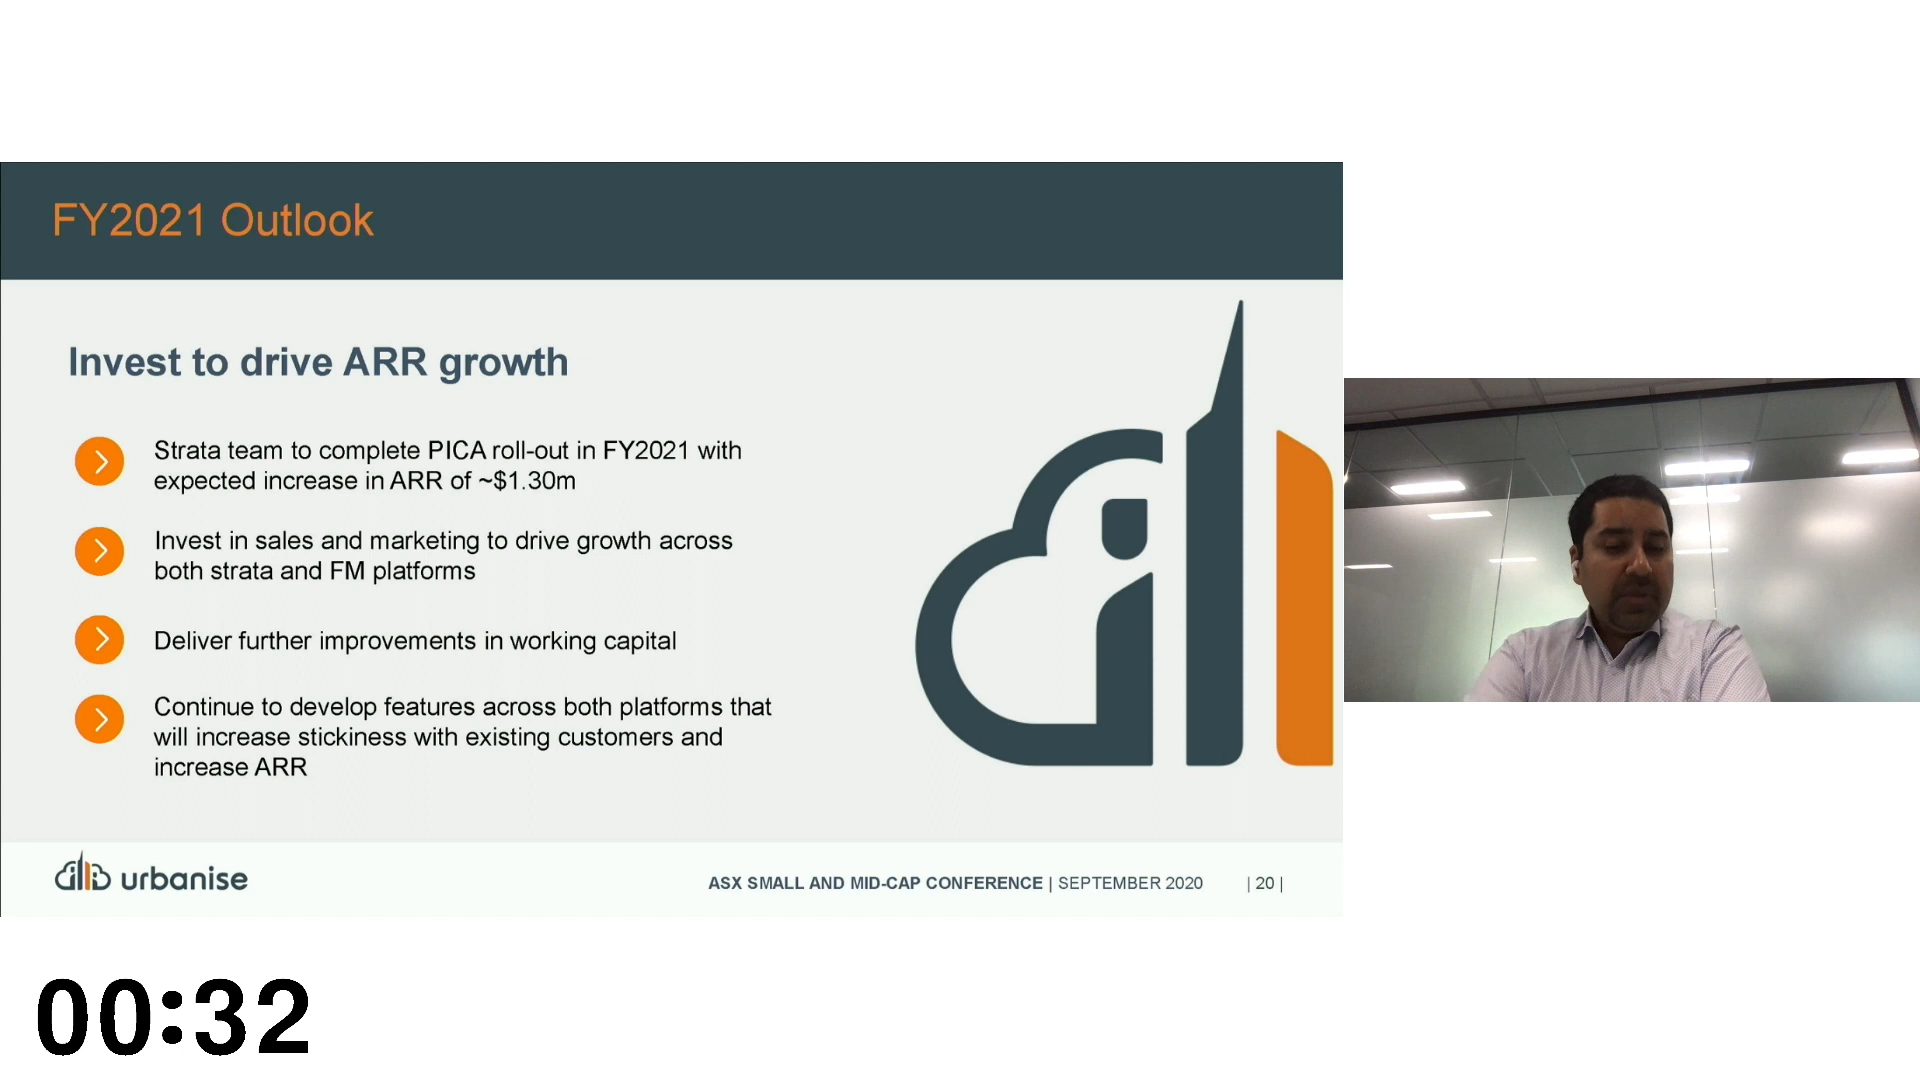 FY2021 Outlook
Invest to drive ARR growth
Strata team to complete PICA roll-out in FY2021 with
expected increase in ARR of ~$1.30m
Invest in sales and marketing to drive growth across
both strata and FM platforms
Deliver further improvements in working capital
Continue to develop features across both platforms that
will increase stickiness with existing customers and
increase ARR
urbanise
ASX SMALL AND MID-CAP CONFERENCE | SEPTEMBER 2020 | 20 |
00:32